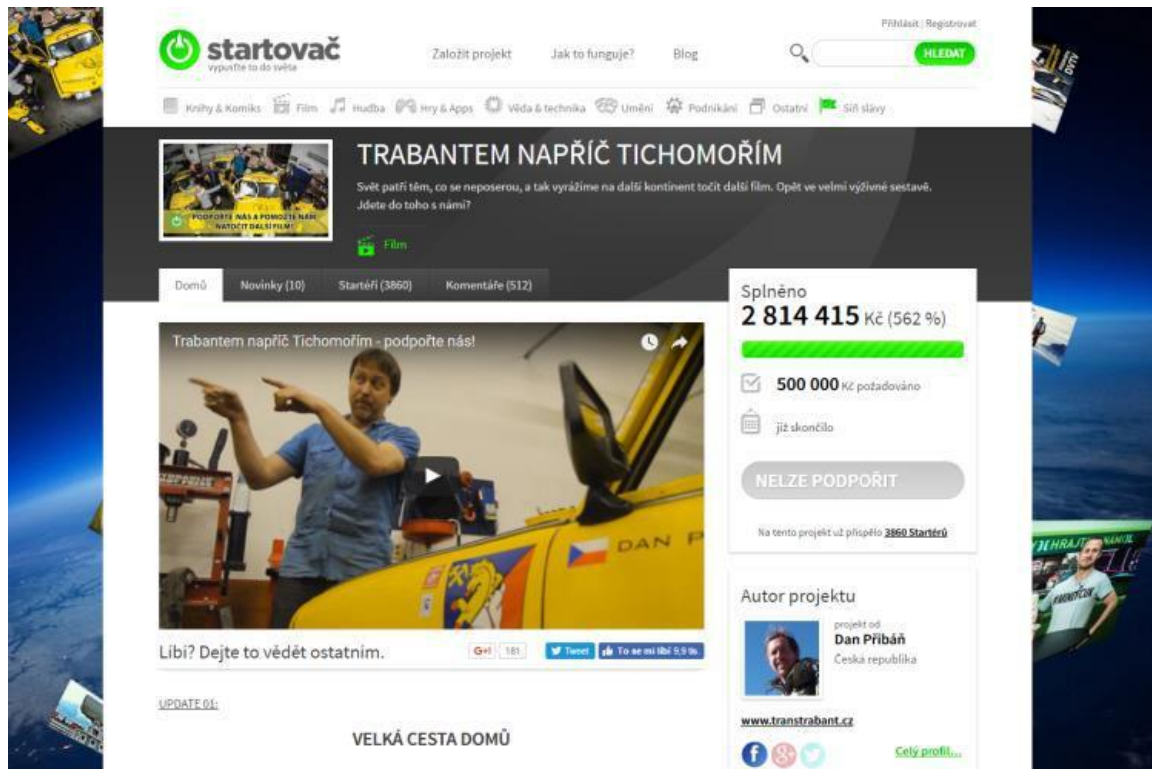 Přihlásit | Registrovat
startovač
vypusťte to do světa
Založit projekt
Jak to funguje?
Blog
HLEDAT
Knihy & Komiks
Film
Hudba
Hry & Apps
Věda & technika
Umění
Podnikání
Ostatní
Síň slávy
TRABANTEM NAPŘÍČ TICHOMOŘÍM
Svět patří těm, co se neposerou, a tak vyrážíme na další kontinent točit další film. Opět ve velmi výživné sestavě.
Jdete do toho s námi?
PODPOŘTE NÁS A POMOZTE NÁM
NATOČIT DALŠÍ FILM!
Film
Domů
Novinky (10)
Startéři (3860)
Komentáře (512)
Splněno
2 814 415 Kč (562 %)
500 000 Kč požadováno
již skončilo
NELZE PODPOŘIT
Na tento projekt už přispělo 3860 Startérů
Trabantem napříč Tichomořím - podpořte nás!
DAN P
Líbí? Dejte to vědět ostatním.
G+1
181
Tweet
To se mi líbí 9,9 tis.
Autor projektu
projekt od
Dan Přibáň
Česká republika
www.transtrabant.cz
Celý profil...
UPDATE 01:
VELKÁ CESTA DOMŮ
DVTV